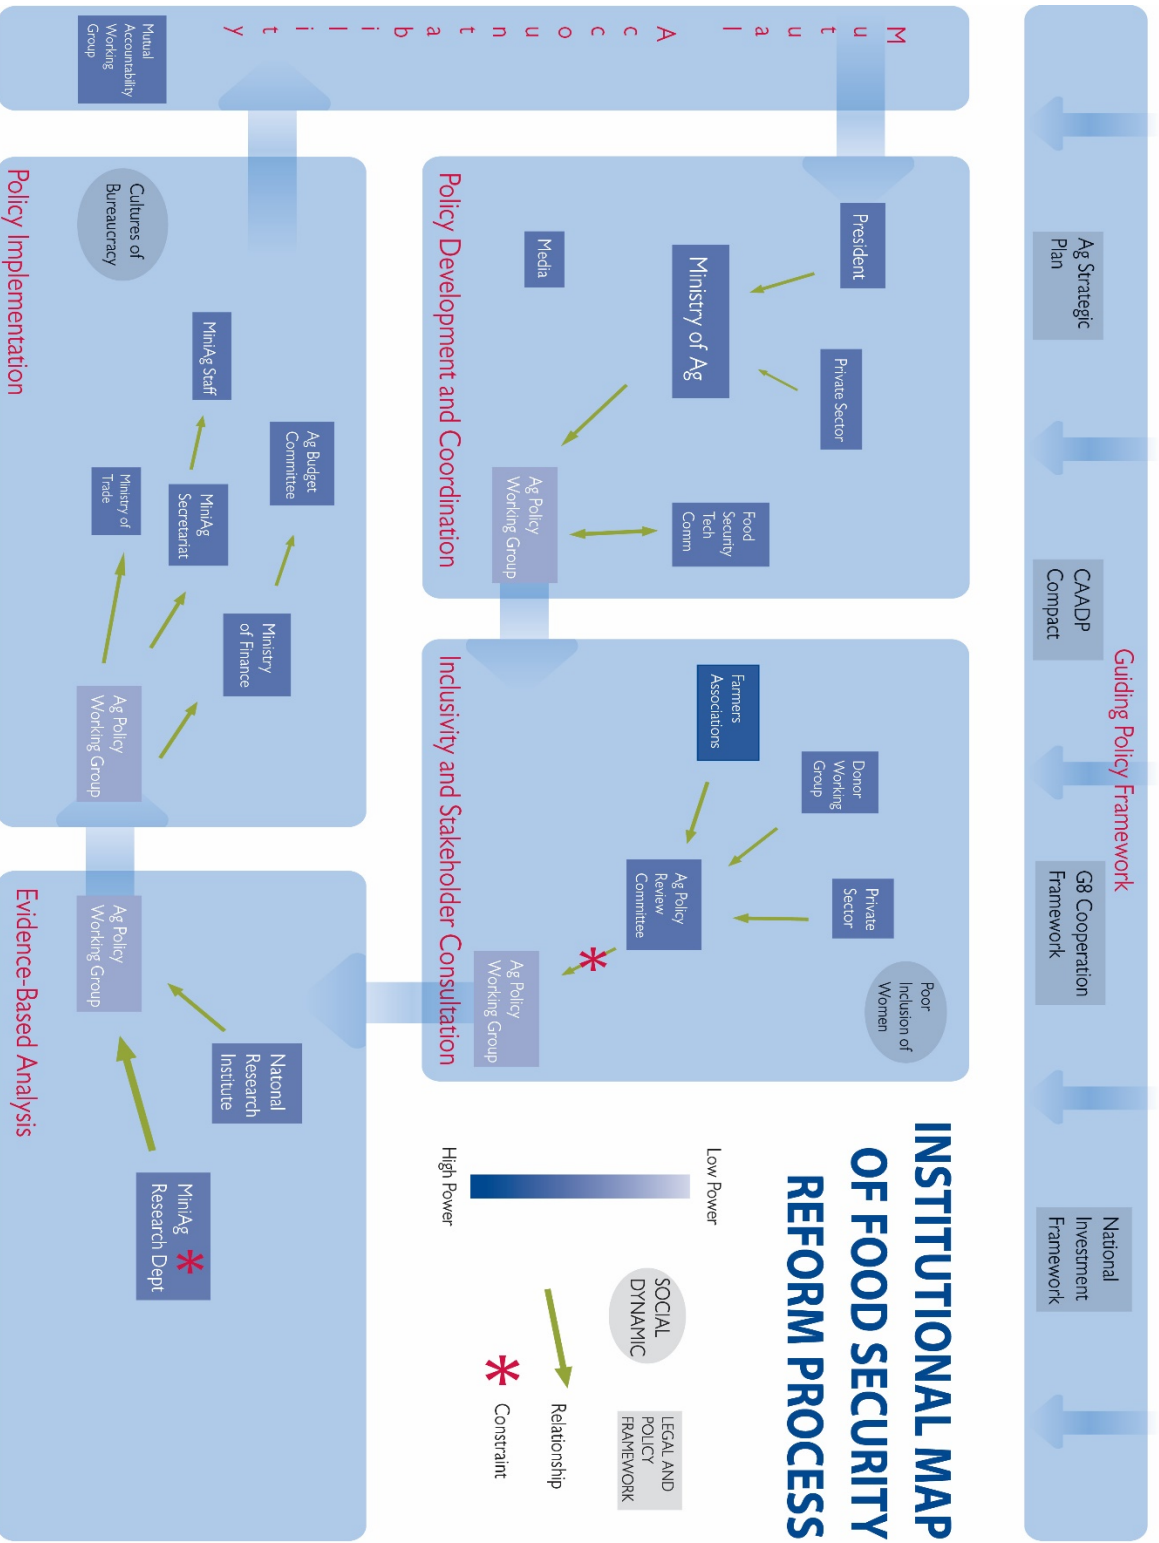 Guiding Policy Framework
Ag Strategic
Plan
CAADP
Compact
G8 Cooperation
Framework
National
Investment
Framework
Mutual Accountability
Mutual
Accountability
Working
Group
Policy Development and Coordination
President
Private Sector
Ministry of Ag
Media
Food
Security
Tech
Comm
Ag Policy
Working Group
Inclusivity and Stakeholder Consultation
Farmers
Associations
Donor
Working
Group
Private
Sector
Poor
Inclusion of
Women
Ag Policy
Review
Committee
*
Ag Policy
Working Group
INSTITUTIONAL MAP
OF FOOD SECURITY
REFORM PROCESS
Low Power
High Power
SOCIAL
DYNAMIC
LEGAL AND
POLICY
FRAMEWORK
Relationship
* Constraint
Policy Implementation
Cultures of
Bureaucracy
MiniAg Staff
Ag Budget
Committee
Ministry of
Trade
MiniAg
Secretariat
Ministry
of Finance
Ag Policy
Working Group
Evidence-Based Analysis
Ag Policy
Working Group
Natonal
Research
Institute
MiniAg
Research Dept
*